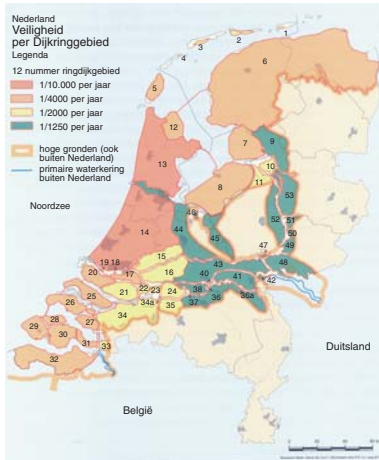 Nederland
Veiligheid
per Dijkringgebied
Legenda
12 nummer ringdijkgebied
1/10.000 per jaar
1/4000 per jaar
1/2000 per jaar
1/1250 per jaar
hoge gronden (ook
buiten Nederland)
primaire waterkering
buiten Nederland
Noordzee
Duitsland
België
1
2
3
4
5
6
7
8
9
10
11
12
13
14
15
16
17
18
19
20
21
22
23
24
25
26
27
28
29
30
31
32
33
34
34a
35
36
36a
37
38
40
41
42
43
44
45
46
47
48
49
50
51
52
53